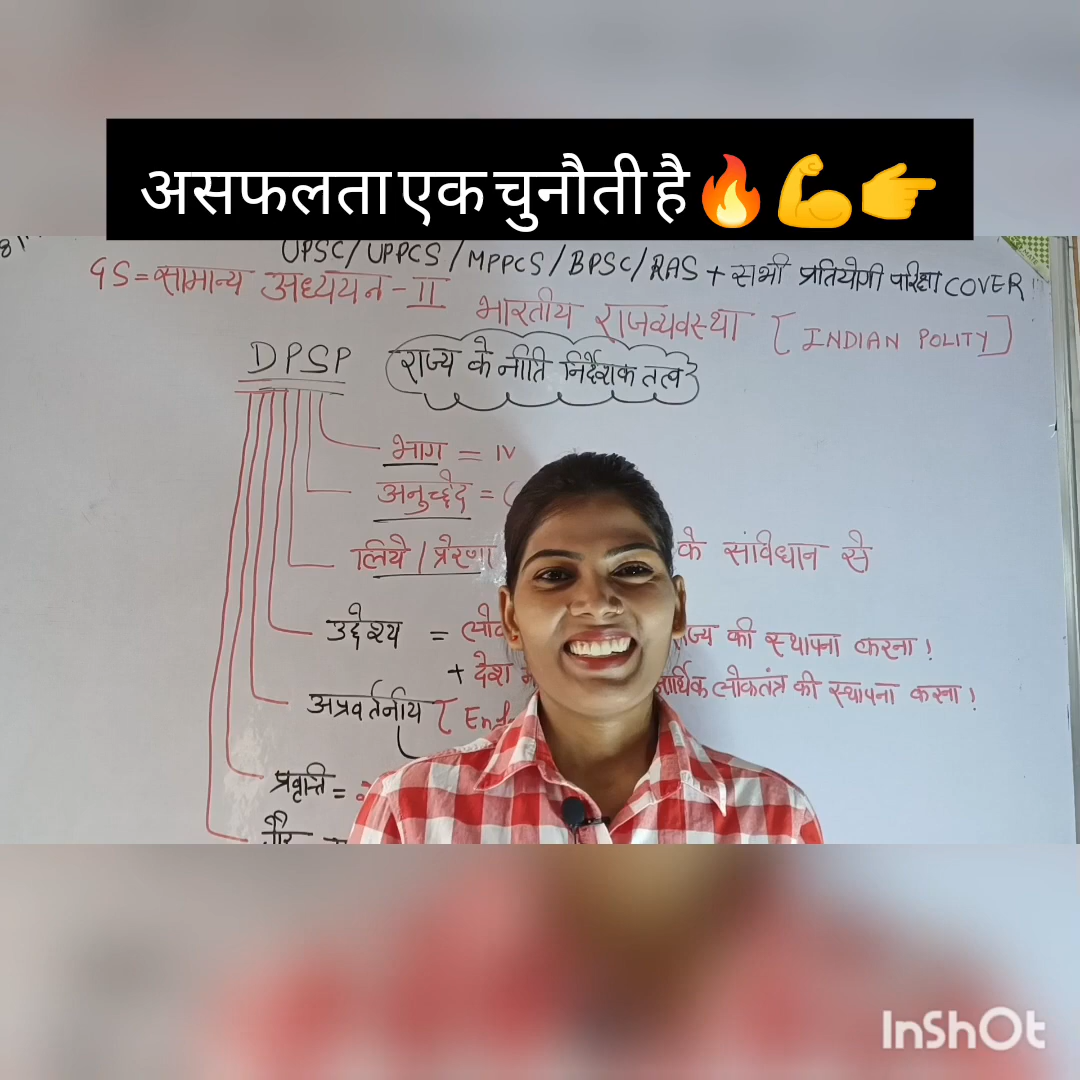 असफलता एक चुनौती है🔥💪👉
UPSC/UPPCS/MPPCS/BPSC/RAS + सभी प्रतियोगी परिक्षा COVER
GS = सामान्य अध्ययन - II
भारतीय राजव्यवस्था [INDIAN POLITY]
DPSP राज्य के नीति निर्देशक तत्व
भाग = IV
अनुच्छेद =
लिये / प्रेरणा के संविधान से
उद्देश्य = राज्य की स्थापना करना !
+ देश आर्थिक लोकतंत्र की स्थापना करना !
अप्रवर्तनीय [
प्रवृत्ति =
InShOt